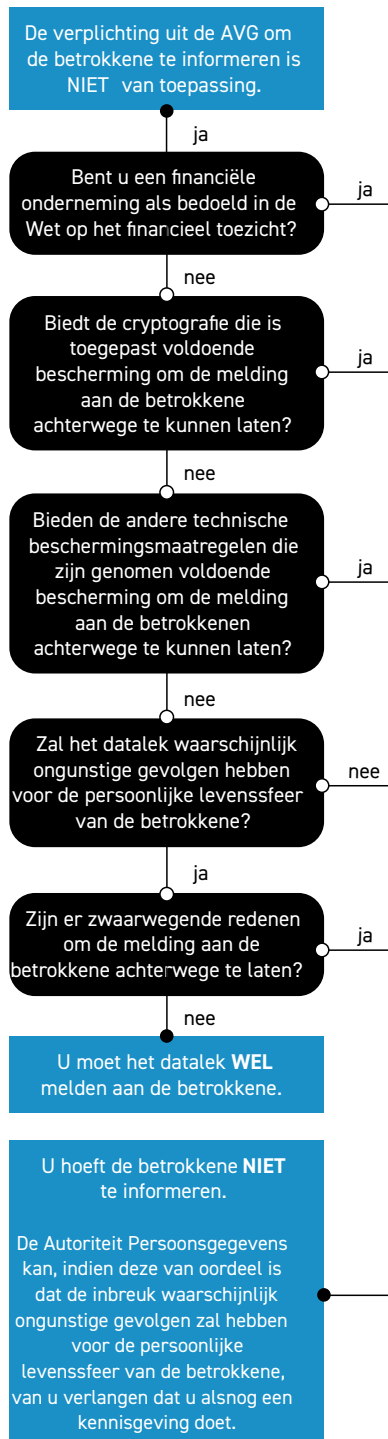 De verplichting uit de AVG om
de betrokkene te informeren is
NIET van toepassing.
ja
Bent u een financiële
onderneming als bedoeld in de
Wet op het financieel toezicht?
ja
nee
Biedt de cryptografie die is
toegepast voldoende
bescherming om de melding
aan de betrokkene
achterwege te kunnen laten?
ja
nee
Bieden de andere technische
beschermingsmaatregelen die
zijn genomen voldoende
bescherming om de melding
aan de betrokkenen
achterwege te kunnen laten?
ja
nee
Zal het datalek waarschijnlijk
ongunstige gevolgen hebben
voor de persoonlijke levenssfeer
van de betrokkene?
nee
ja
Zijn er zwaarwegende redenen
om de melding aan de
betrokkene achterwege te laten?
ja
nee
U moet het datalek WEL
melden aan de betrokkene.
U hoeft de betrokkene NIET
te informeren.
De Autoriteit Persoonsgegevens
kan, indien deze van oordeel is
dat de inbreuk waarschijnlijk
ongunstige gevolgen zal hebben
voor de persoonlijke
levenssfeer van de betrokkene,
van u verlangen dat u alsnog een
kennisgeving doet.